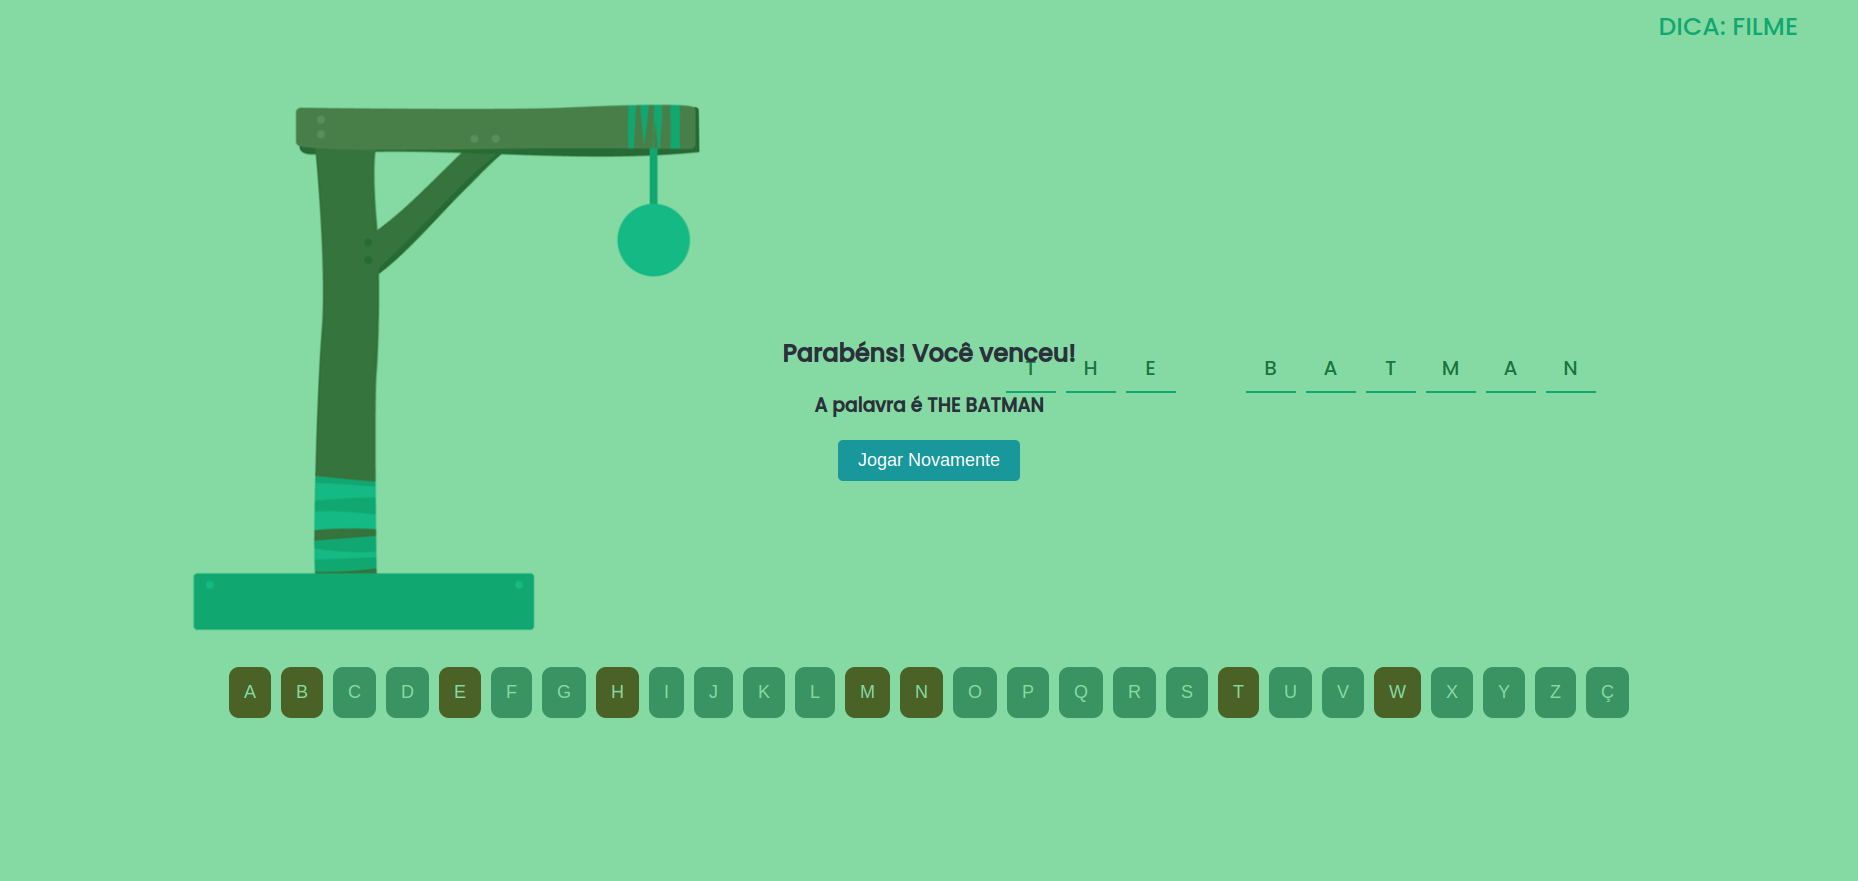 DICA: FILME
Parabéns! Você venceu!
T H E B A T M A N
A palavra é THE BATMAN
Jogar Novamente
A B C D E F G H I J K L M N O P Q R S T U V W X Y Z Ç